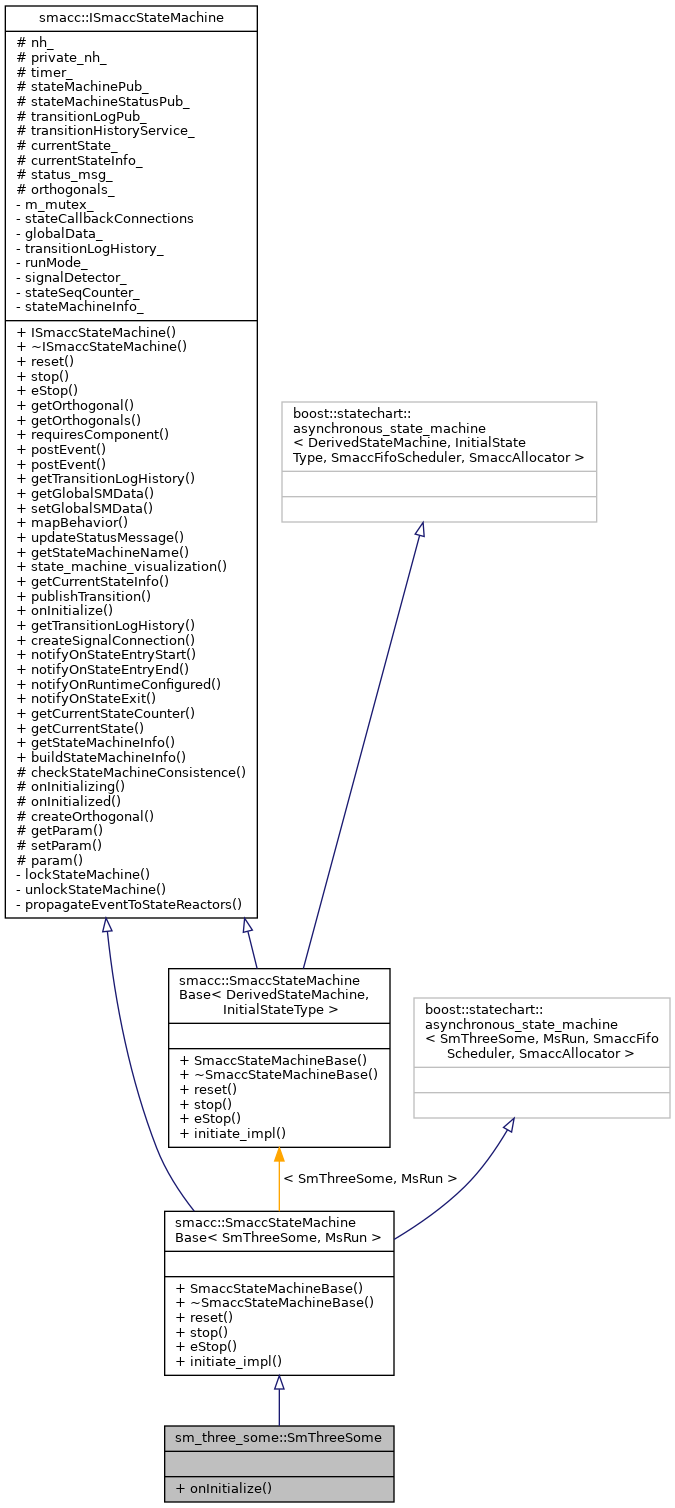 smacc::ISmaccStateMachine
# nh_
# private_nh_
# timer_
# stateMachinePub_
# stateMachineStatusPub_
# transitionLogPub_
# transitionHistoryService_
# currentState_
# currentStateInfo_
# status_msg_
# orthogonals_
- m_mutex_
- stateCallbackConnections
- globalData_
- transitionLogHistory_
- runMode_
- signalDetector_
- stateSeqCounter_
- stateMachineInfo_
+ ISmaccStateMachine()
+ ~ISmaccStateMachine()
+ reset()
+ stop()
+ eStop()
+ getOrthogonal()
+ getOrthogonals()
+ requiresComponent()
+ postEvent()
+ postEvent()
+ getTransitionLogHistory()
+ getGlobalSMData()
+ setGlobalSMData()
+ mapBehavior()
+ updateStatusMessage()
+ getStateMachineName()
+ state_machine_visualization()
+ getCurrentStateInfo()
+ publishTransition()
+ onInitialize()
+ getTransitionLogHistory()
+ createSignalConnection()
+ notifyOnStateEntryStart()
+ notifyOnStateEntryEnd()
+ notifyOnRuntimeConfigured()
+ notifyOnStateExit()
+ getCurrentStateCounter()
+ getCurrentState()
+ getStateMachineInfo()
+ buildStateMachineInfo()
# checkStateMachineConsistence()
# onInitializing()
# onInitialized()
# createOrthogonal()
# getParam()
# setParam()
# param()
- lockStateMachine()
- unlockStateMachine()
- propagateEventToStateReactors()
boost::statechart::
asynchronous_state_machine
< DerivedStateMachine, InitialState
Type, SmaccFifoScheduler, SmaccAllocator >
smacc::SmaccStateMachine
Base< DerivedStateMachine,
InitialStateType >
+ SmaccStateMachineBase()
+ ~SmaccStateMachineBase()
+ reset()
+ stop()
+ eStop()
+ initiate_impl()
boost::statechart::
asynchronous_state_machine
< SmThreeSome, MsRun, SmaccFifo
Scheduler, SmaccAllocator >
< SmThreeSome, MsRun >
smacc::SmaccStateMachine
Base< SmThreeSome, MsRun >
+ SmaccStateMachineBase()
+ ~SmaccStateMachineBase()
+ reset()
+ stop()
+ eStop()
+ initiate_impl()
sm_three_some::SmThreeSome
+ onInitialize()